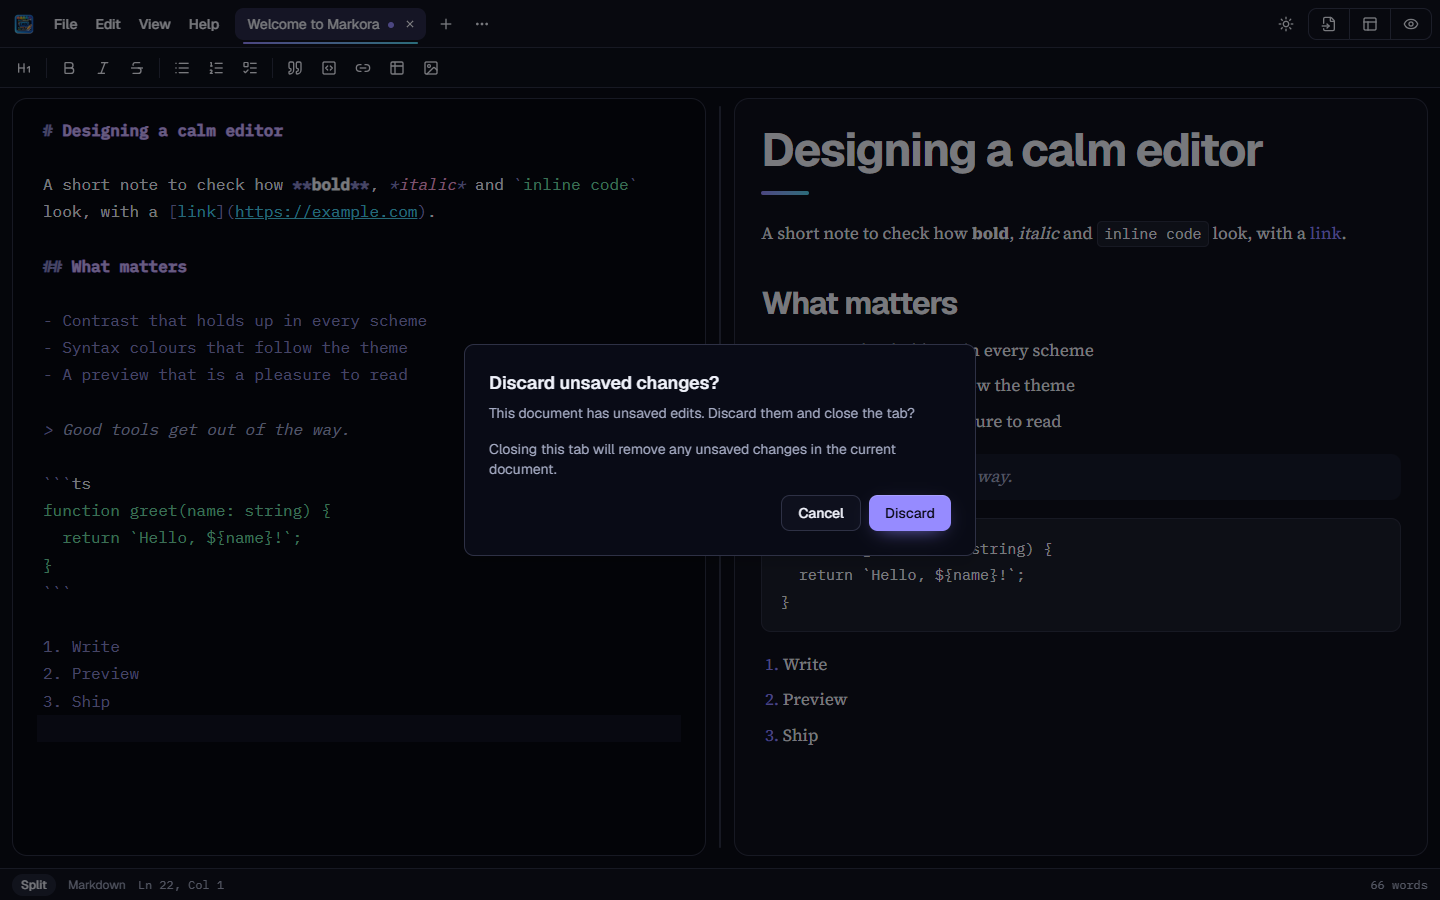 File Edit View Help Welcome to Markora
H1 B I S
# Designing a calm editor
A short note to check how **bold**, *italic* and `inline code`
look, with a [link](https://example.com).
## What matters
- Contrast that holds up in every scheme
- Syntax colours that follow the theme
- A preview that is a pleasure to read
> Good tools get out of the way.
```ts
function greet(name: string) {
  return `Hello, ${name}!`;
}
```
1. Write
2. Preview
3. Ship
Designing a calm editor
A short note to check how bold, italic and inline code look, with a link.
What matters
in every scheme
the theme
to read
way.
string) {
  return `Hello, ${name}!`;
}
1. Write
2. Preview
3. Ship
Discard unsaved changes?
This document has unsaved edits. Discard them and close the tab?
Closing this tab will remove any unsaved changes in the current
document.
Cancel Discard
Split Markdown Ln 22, Col 1 66 words